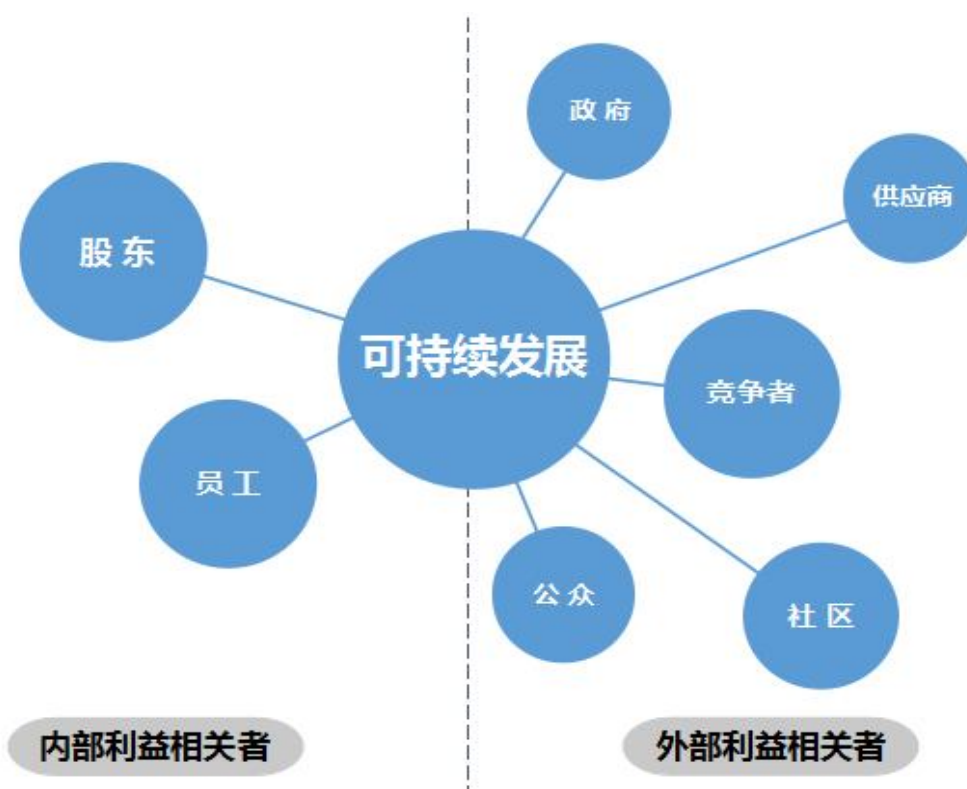 政 府
供应商
股 东
可持续发展
竞争者
员 工
公 众
社 区
内部利益相关者
外部利益相关者